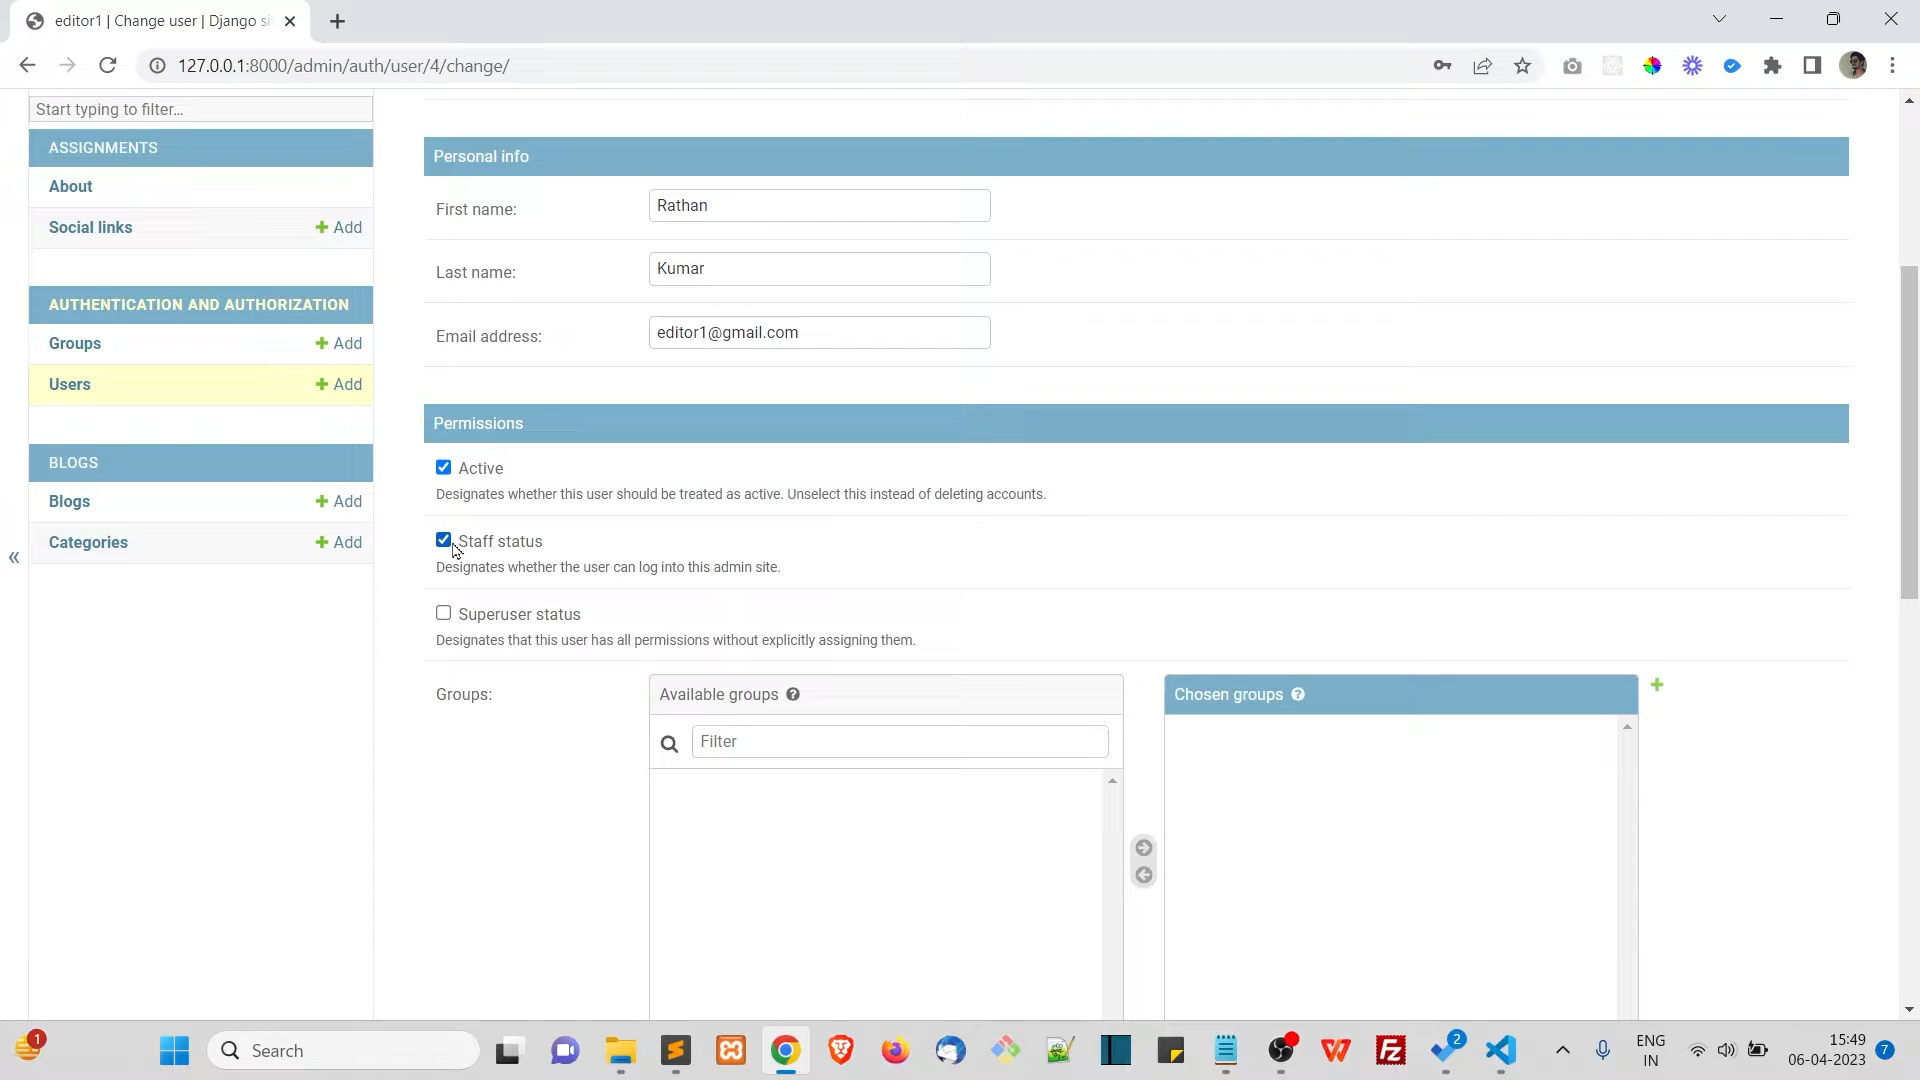 editor1 | Change user | Django si
127.0.0.1:8000/admin/auth/user/4/change/
Start typing to filter...
ASSIGNMENTS
About
Social links
Add
AUTHENTICATION AND AUTHORIZATION
Groups
Add
Users
Add
BLOGS
Blogs
Add
Categories
Add
«
Personal info
First name:
Rathan
Last name:
Kumar
Email address:
editor1@gmail.com
Permissions
Active
Designates whether this user should be treated as active. Unselect this instead of deleting accounts.
Staff status
Designates whether the user can log into this admin site.
Superuser status
Designates that this user has all permissions without explicitly assigning them.
Groups:
Available groups
Filter
Chosen groups
1
Search
2
ENG
IN
15:49
06-04-2023
7